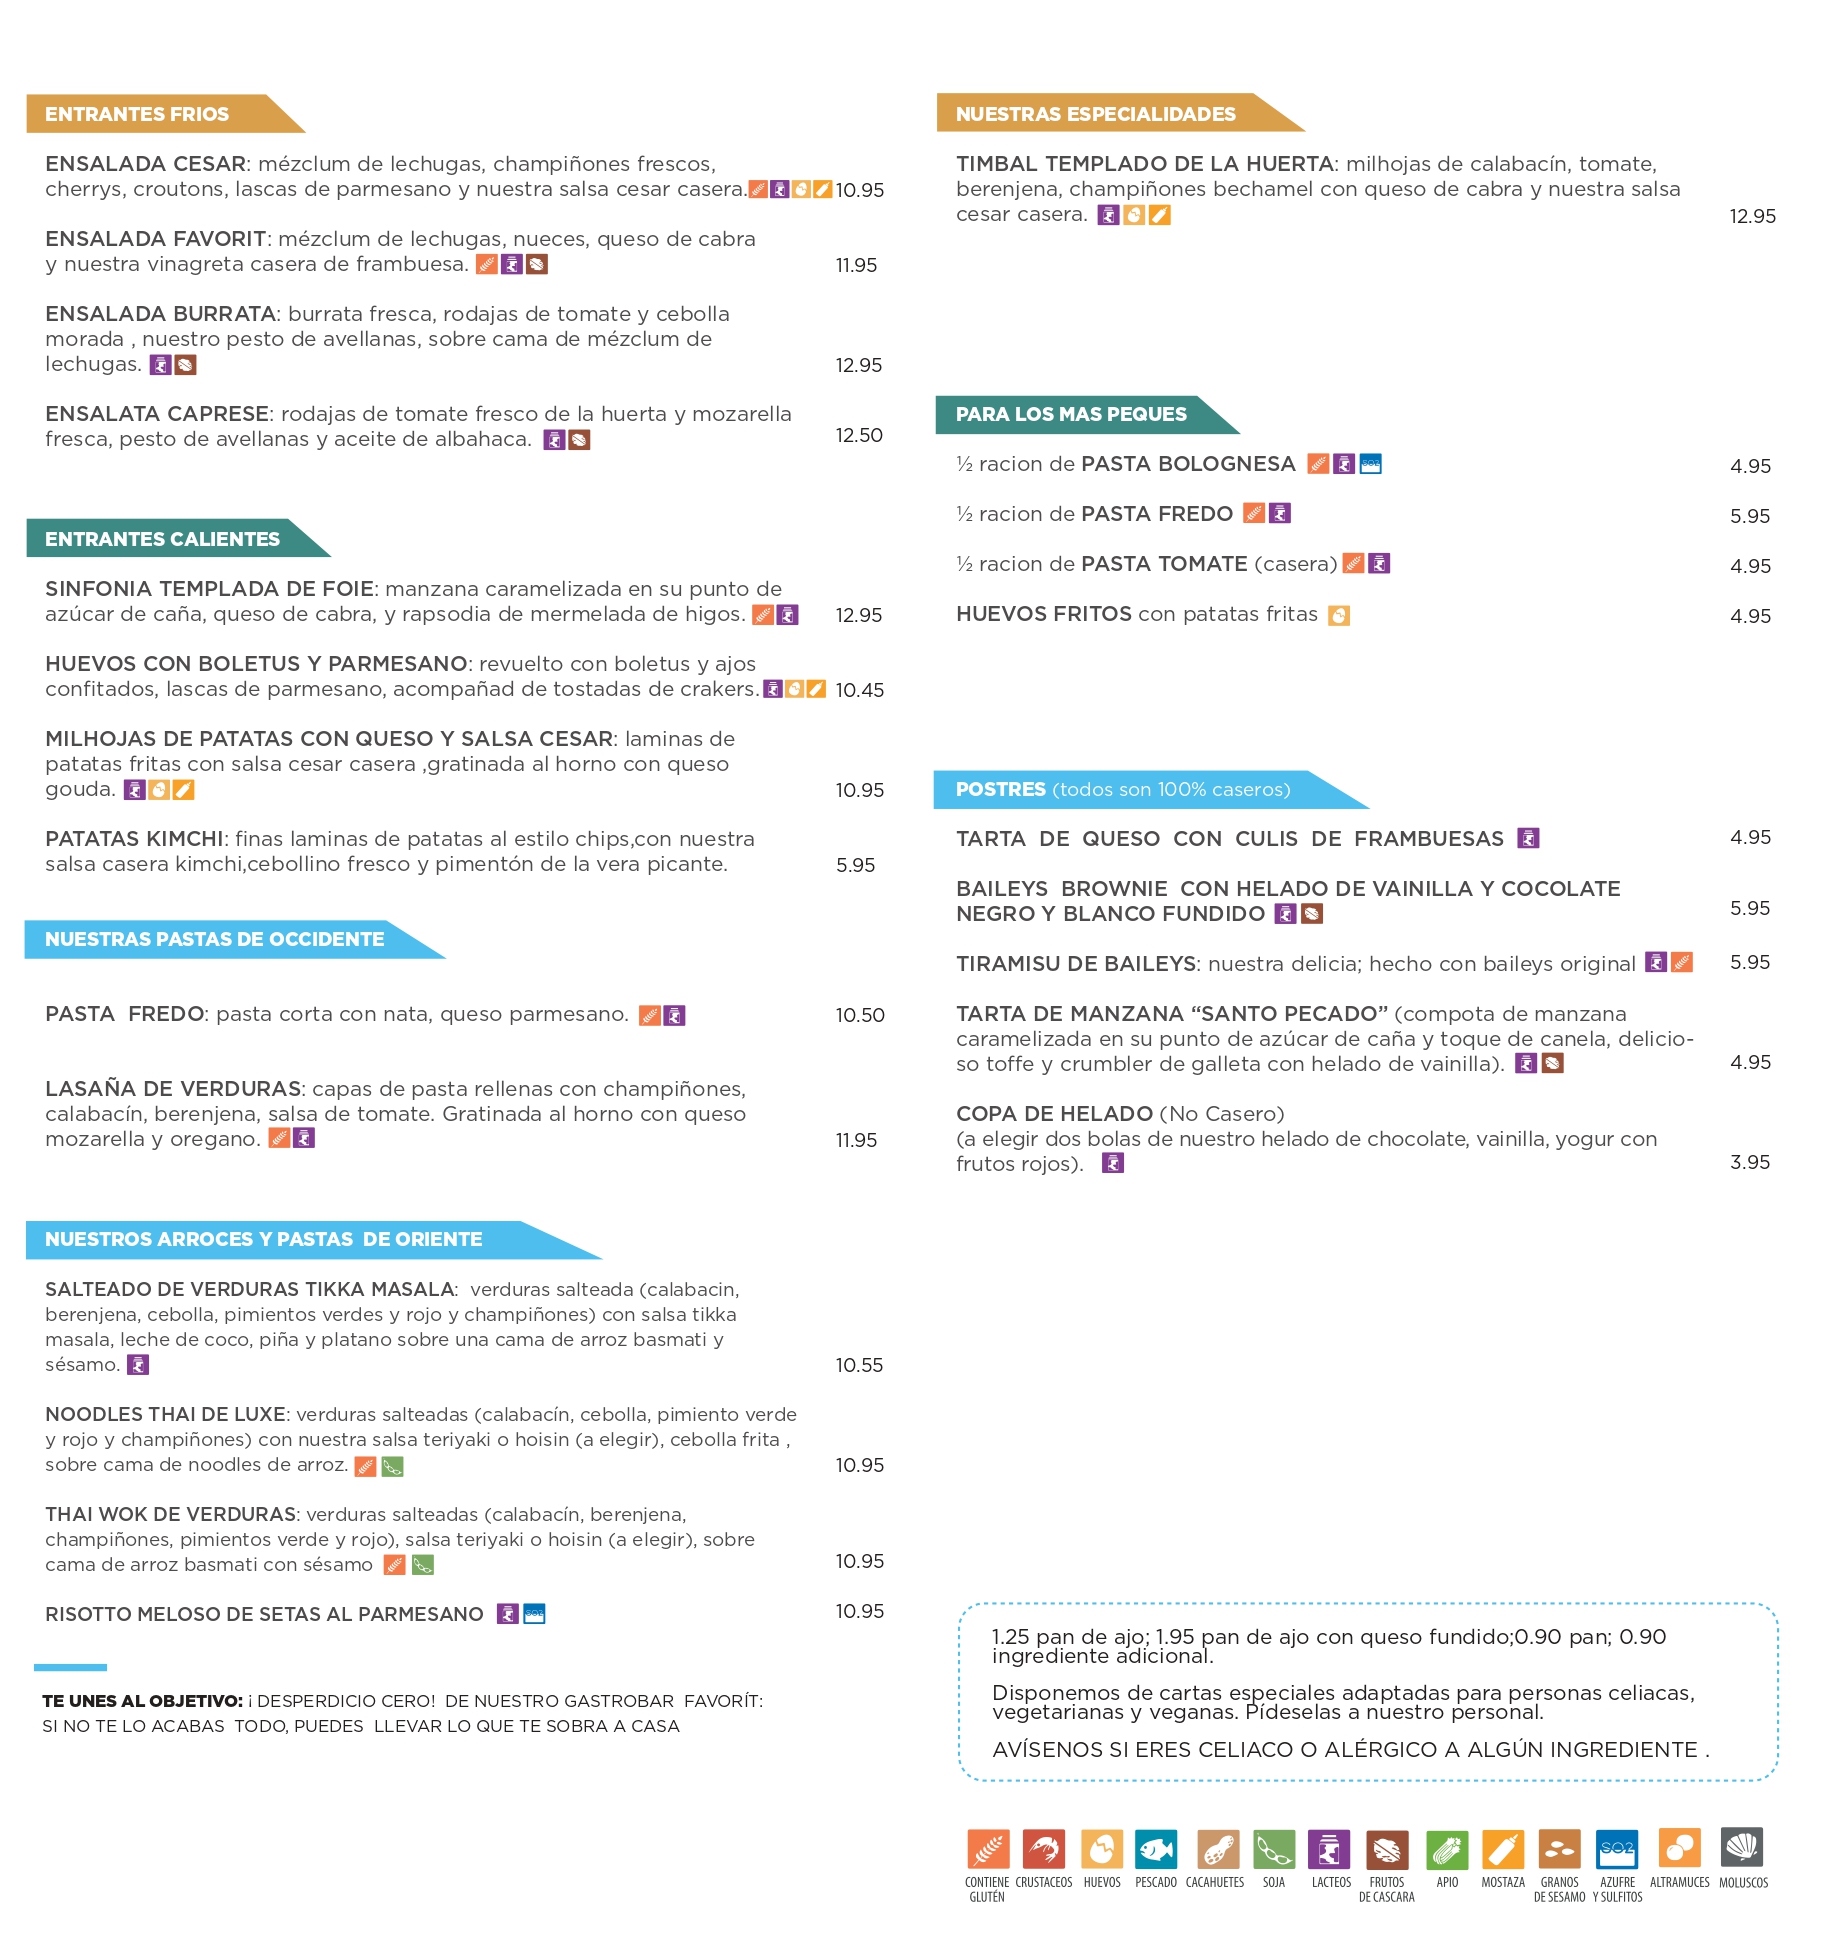 ENTRANTES FRIOS
ENSALADA CESAR: mézclum de lechugas, champiñones frescos,
cherrys, croutons, lascas de parmesano y nuestra salsa cesar casera. 10.95
ENSALADA FAVORIT: mézclum de lechugas, nueces, queso de cabra
y nuestra vinagreta casera de frambuesa. 11.95
ENSALADA BURRATA: burrata fresca, rodajas de tomate y cebolla
morada , nuestro pesto de avellanas, sobre cama de mézclum de
lechugas. 12.95
ENSALATA CAPRESE: rodajas de tomate fresco de la huerta y mozarella
fresca, pesto de avellanas y aceite de albahaca. 12.50
ENTRANTES CALIENTES
SINFONIA TEMPLADA DE FOIE: manzana caramelizada en su punto de
azúcar de caña, queso de cabra, y rapsodia de mermelada de higos. 12.95
HUEVOS CON BOLETUS Y PARMESANO: revuelto con boletus y ajos
confitados, lascas de parmesano, acompañad de tostadas de crakers. 10.45
MILHOJAS DE PATATAS CON QUESO Y SALSA CESAR: laminas de
patatas fritas con salsa cesar casera ,gratinada al horno con queso
gouda. 10.95
PATATAS KIMCHI: finas laminas de patatas al estilo chips,con nuestra
salsa casera kimchi,cebollino fresco y pimentón de la vera picante. 5.95
NUESTRAS PASTAS DE OCCIDENTE
PASTA FREDO: pasta corta con nata, queso parmesano. 10.50
LASAÑA DE VERDURAS: capas de pasta rellenas con champiñones,
calabacín, berenjena, salsa de tomate. Gratinada al horno con queso
mozarella y oregano. 11.95
NUESTROS ARROCES Y PASTAS DE ORIENTE
SALTEADO DE VERDURAS TIKKA MASALA: verduras salteada (calabacin,
berenjena, cebolla, pimientos verdes y rojo y champiñones) con salsa tikka
masala, leche de coco, piña y platano sobre una cama de arroz basmati y
sésamo. 10.55
NOODLES THAI DE LUXE: verduras salteadas (calabacín, cebolla, pimiento verde
y rojo y champiñones) con nuestra salsa teriyaki o hoisin (a elegir), cebolla frita ,
sobre cama de noodles de arroz. 10.95
THAI WOK DE VERDURAS: verduras salteadas (calabacín, berenjena,
champiñones, pimientos verde y rojo), salsa teriyaki o hoisin (a elegir), sobre
cama de arroz basmati con sésamo 10.95
RISOTTO MELOSO DE SETAS AL PARMESANO SO2 10.95
TE UNES AL OBJETIVO: ¡ DESPERDICIO CERO! DE NUESTRO GASTROBAR FAVORÍT:
SI NO TE LO ACABAS TODO, PUEDES LLEVAR LO QUE TE SOBRA A CASA
NUESTRAS ESPECIALIDADES
TIMBAL TEMPLADO DE LA HUERTA: milhojas de calabacín, tomate,
berenjena, champiñones bechamel con queso de cabra y nuestra salsa
cesar casera. 12.95
PARA LOS MAS PEQUES
½ racion de PASTA BOLOGNESA SO2 4.95
½ racion de PASTA FREDO 5.95
½ racion de PASTA TOMATE (casera) 4.95
HUEVOS FRITOS con patatas fritas 4.95
POSTRES (todos son 100% caseros)
TARTA DE QUESO CON CULIS DE FRAMBUESAS 4.95
BAILEYS BROWNIE CON HELADO DE VAINILLA Y COCOLATE
NEGRO Y BLANCO FUNDIDO 5.95
TIRAMISU DE BAILEYS: nuestra delicia; hecho con baileys original 5.95
TARTA DE MANZANA “SANTO PECADO” (compota de manzana
caramelizada en su punto de azúcar de caña y toque de canela, delicio-
so toffe y crumbler de galleta con helado de vainilla). 4.95
COPA DE HELADO (No Casero)
(a elegir dos bolas de nuestro helado de chocolate, vainilla, yogur con
frutos rojos). 3.95
1.25 pan de ajo; 1.95 pan de ajo con queso fundido;0.90 pan; 0.90
ingrediente adicional.
Disponemos de cartas especiales adaptadas para personas celiacas,
vegetarianas y veganas. Pídeselas a nuestro personal.
AVÍSENOS SI ERES CELIACO O ALÉRGICO A ALGÚN INGREDIENTE .
SO2
CONTIENE GLUTÉN
CRUSTACEOS
HUEVOS
PESCADO
CACAHUETES
SOJA
LACTEOS
FRUTOS DE CASCARA
APIO
MOSTAZA
GRANOS DE SESAMO
AZUFRE Y SULFITOS
ALTRAMUCES
MOLUSCOS